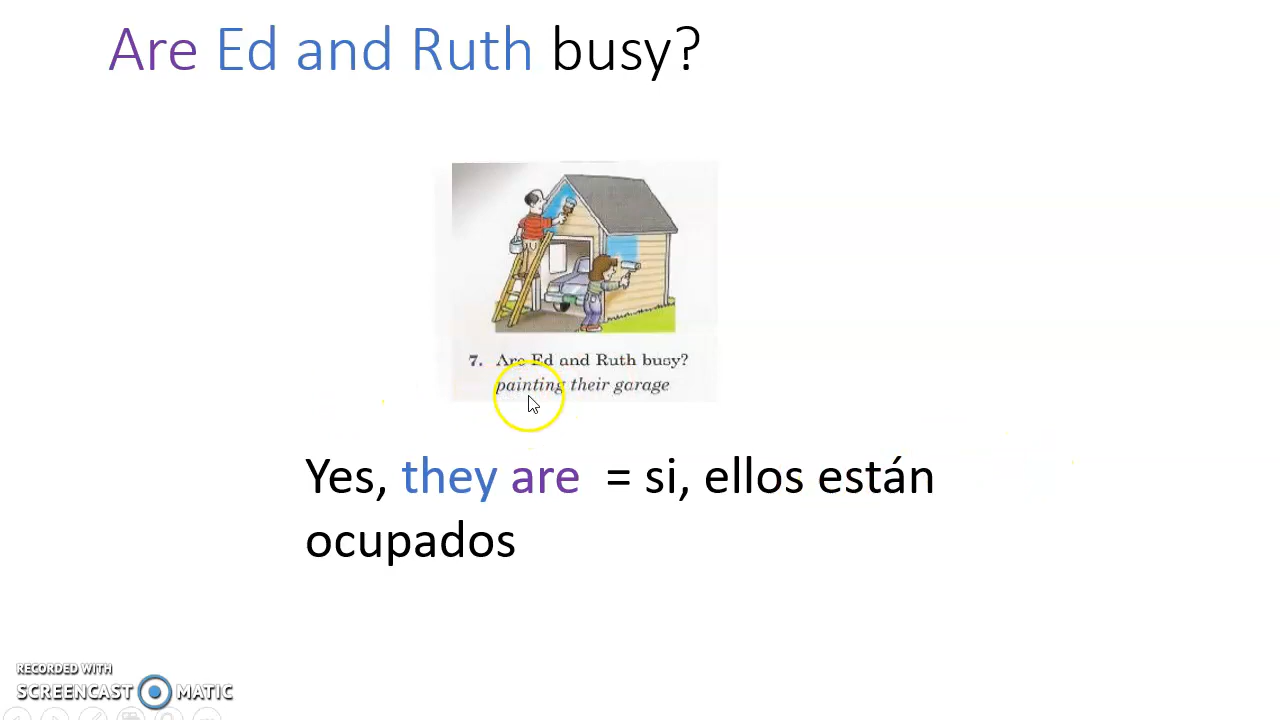 Are Ed and Ruth busy?
7. Are Ed and Ruth busy?
painting their garage
Yes, they are = si, ellos están
ocupados
RECORDED WITH
SCREENCAST MATIC